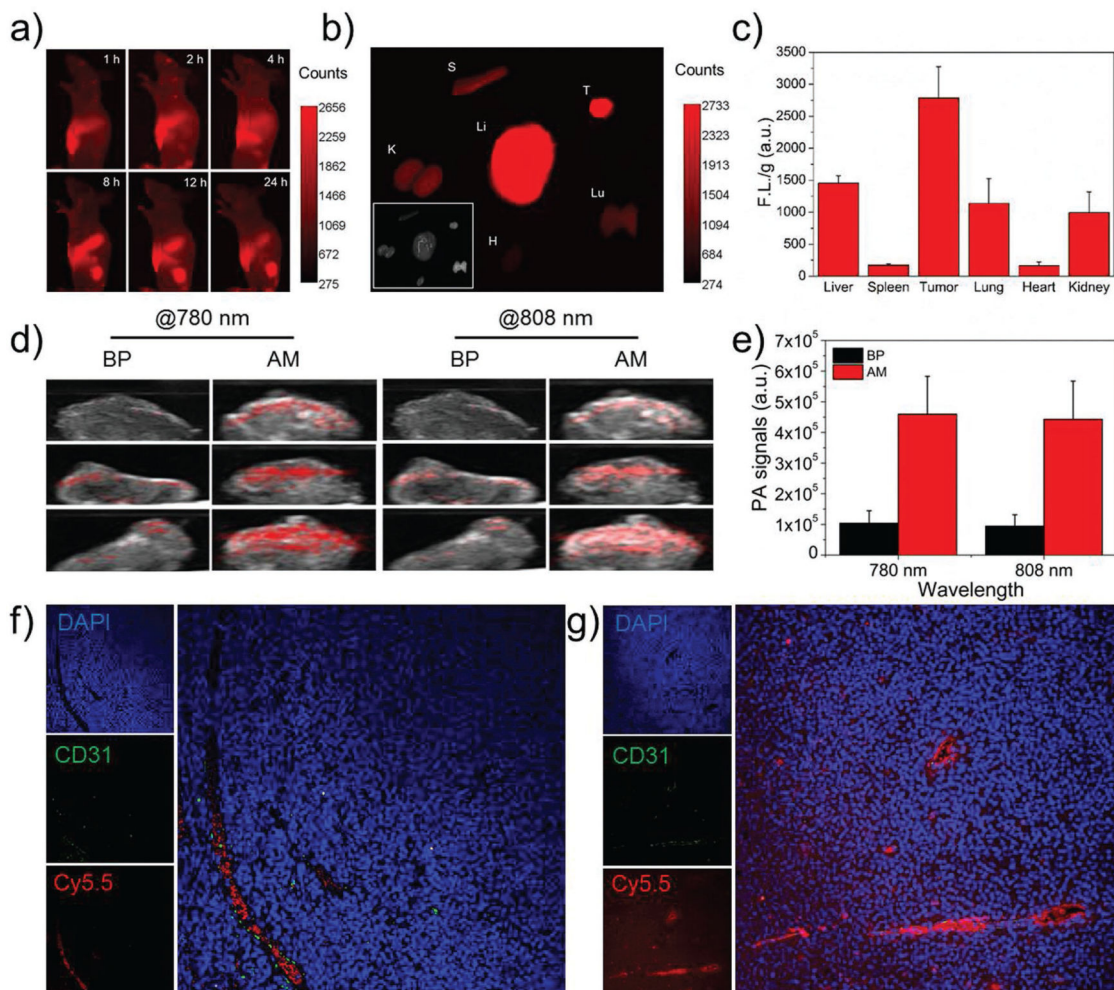 a)
1 h
2 h
4 h
8 h
12 h
24 h
Counts
2656
2259
1862
1069
672
275
b)
S
T
Li
K
Lu
H
Counts
2733
2323
1913
1504
1094
684
274
c)
F.L./g (a.u.)
3500
3000
2500
2000
1500
1000
500
0
Liver Spleen Tumor Lung Heart Kidney
d)
@780 nm
@808 nm
BP AM BP AM
e)
BP
AM
PA signals (a.u.)
7x10⁵
6x10⁵
5x10⁵
4x10⁵
3x10⁵
2x10⁵
1x10⁵
0
780 nm 808 nm
Wavelength
f)
DAPI
CD31
Cy5.5
g)
DAPI
CD31
Cy5.5